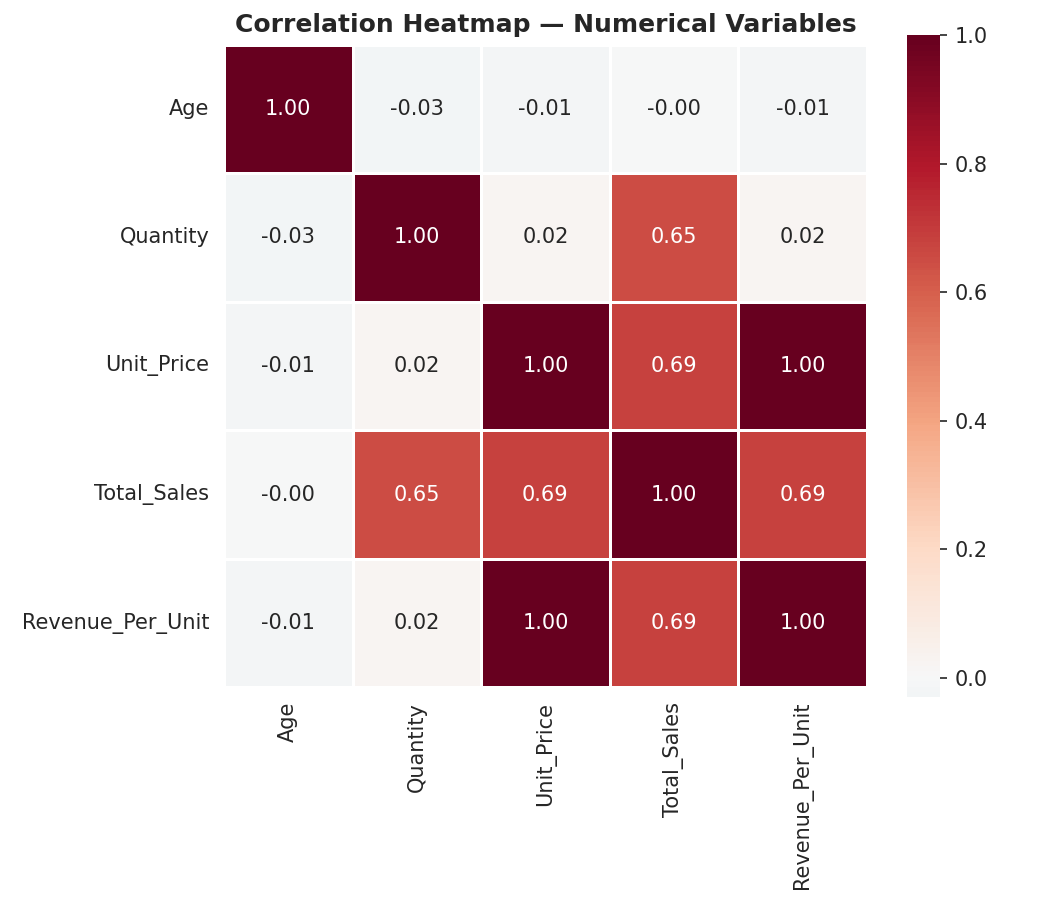 Correlation Heatmap — Numerical Variables
Age 1.00 -0.03 -0.01 -0.00 -0.01
Quantity -0.03 1.00 0.02 0.65 0.02
Unit_Price -0.01 0.02 1.00 0.69 1.00
Total_Sales -0.00 0.65 0.69 1.00 0.69
Revenue_Per_Unit -0.01 0.02 1.00 0.69 1.00
Age
Quantity
Unit_Price
Total_Sales
Revenue_Per_Unit
1.0
0.8
0.6
0.4
0.2
0.0